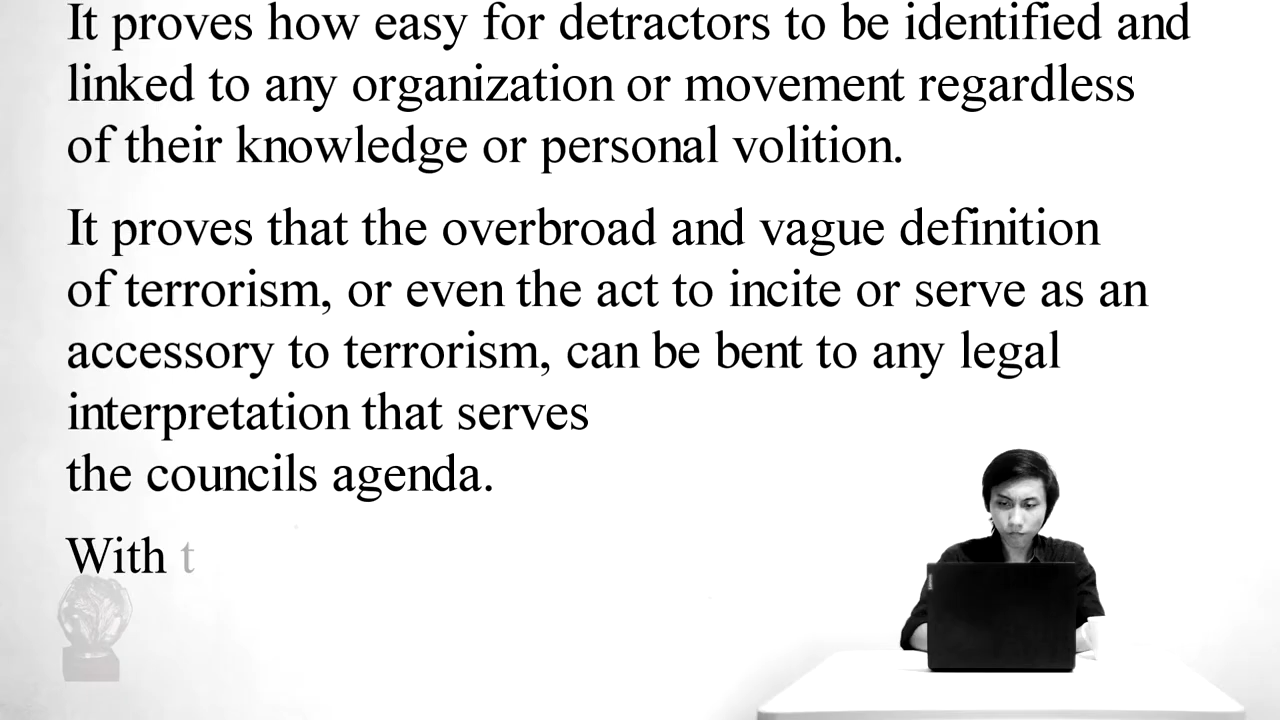 It proves how easy for detractors to be identified and
linked to any organization or movement regardless
of their knowledge or personal volition.
It proves that the overbroad and vague definition
of terrorism, or even the act to incite or serve as an
accessory to terrorism, can be bent to any legal
interpretation that serves
the councils agenda.
With t